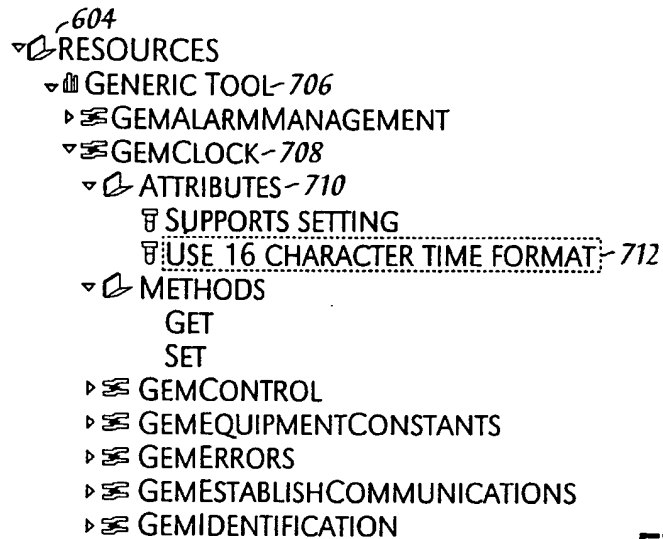 604
RESOURCES
GENERIC TOOL 706
GEMALARMMANAGEMENT
GEMCLOCK 708
ATTRIBUTES 710
SUPPORTS SETTING
USE 16 CHARACTER TIME FORMAT 712
METHODS
GET
SET
GEMCONTROL
GEMEQUIPMENTCONSTANTS
GEMERRORS
GEMESTABLISHCOMMUNICATIONS
GEMIDENTIFICATION